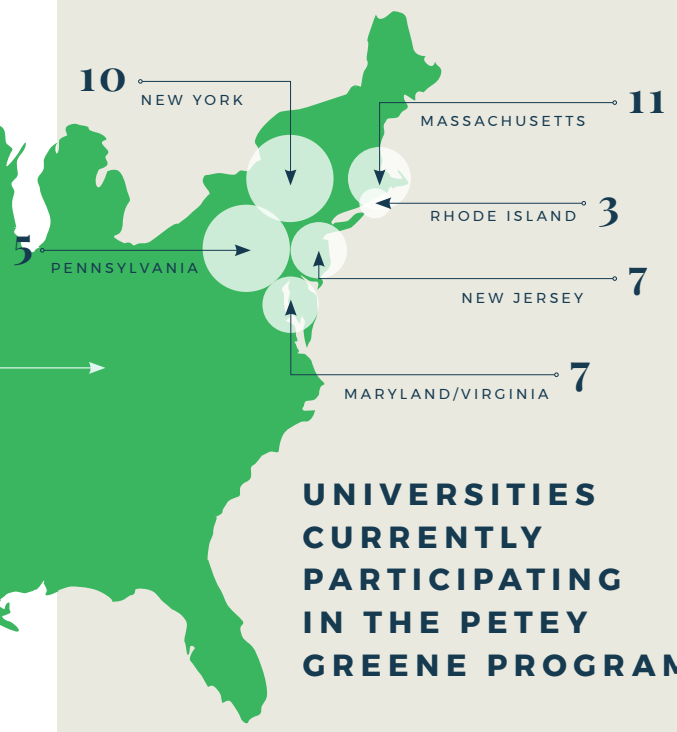 10
NEW YORK
11
MASSACHUSETTS
3
RHODE ISLAND
5
PENNSYLVANIA
7
NEW JERSEY
7
MARYLAND/VIRGINIA
UNIVERSITIES
CURRENTLY
PARTICIPATING
IN THE PETEY
GREENE PROGRAM